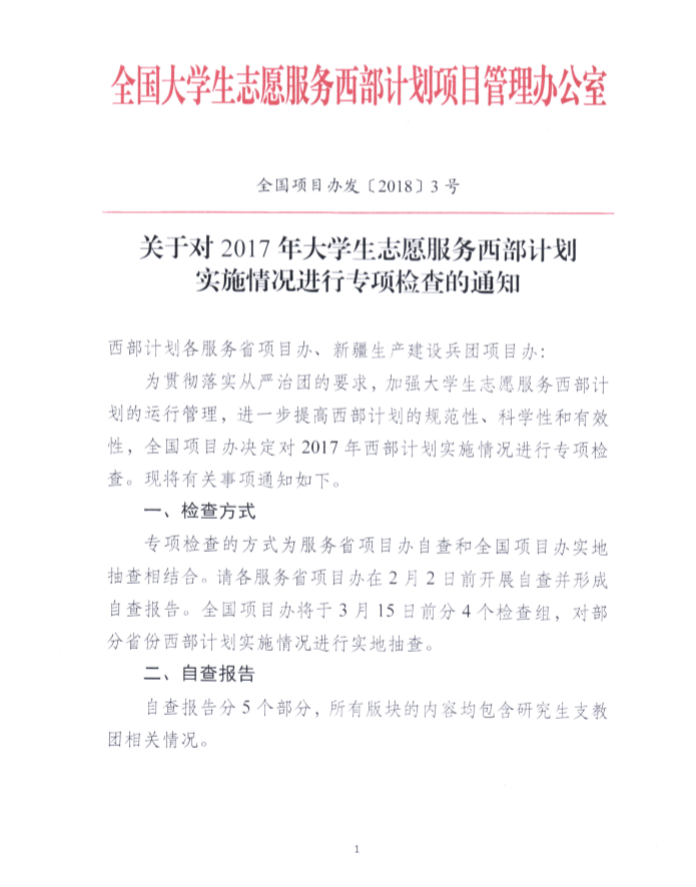 全国大学生志愿服务西部计划项目管理办公室
全国项目办发〔2018〕3 号
关于对 2017 年大学生志愿服务西部计划
实施情况进行专项检查的通知
西部计划各服务省项目办、新疆生产建设兵团项目办：
为贯彻落实从严治团的要求，加强大学生志愿服务西部计
划的运行管理，进一步提高西部计划的规范性、科学性和有效
性，全国项目办决定对 2017 年西部计划实施情况进行专项检
查。现将有关事项通知如下。
一、检查方式
专项检查的方式为服务省项目办自查和全国项目办实地
抽查相结合。请各服务省项目办在 2 月 2 日前开展自查并形成
自查报告。全国项目办将于 3 月 15 日前分 4 个检查组，对部
分省份西部计划实施情况进行实地抽查。
二、自查报告
自查报告分 5 个部分，所有版块的内容均包含研究生支教
团相关情况。
1